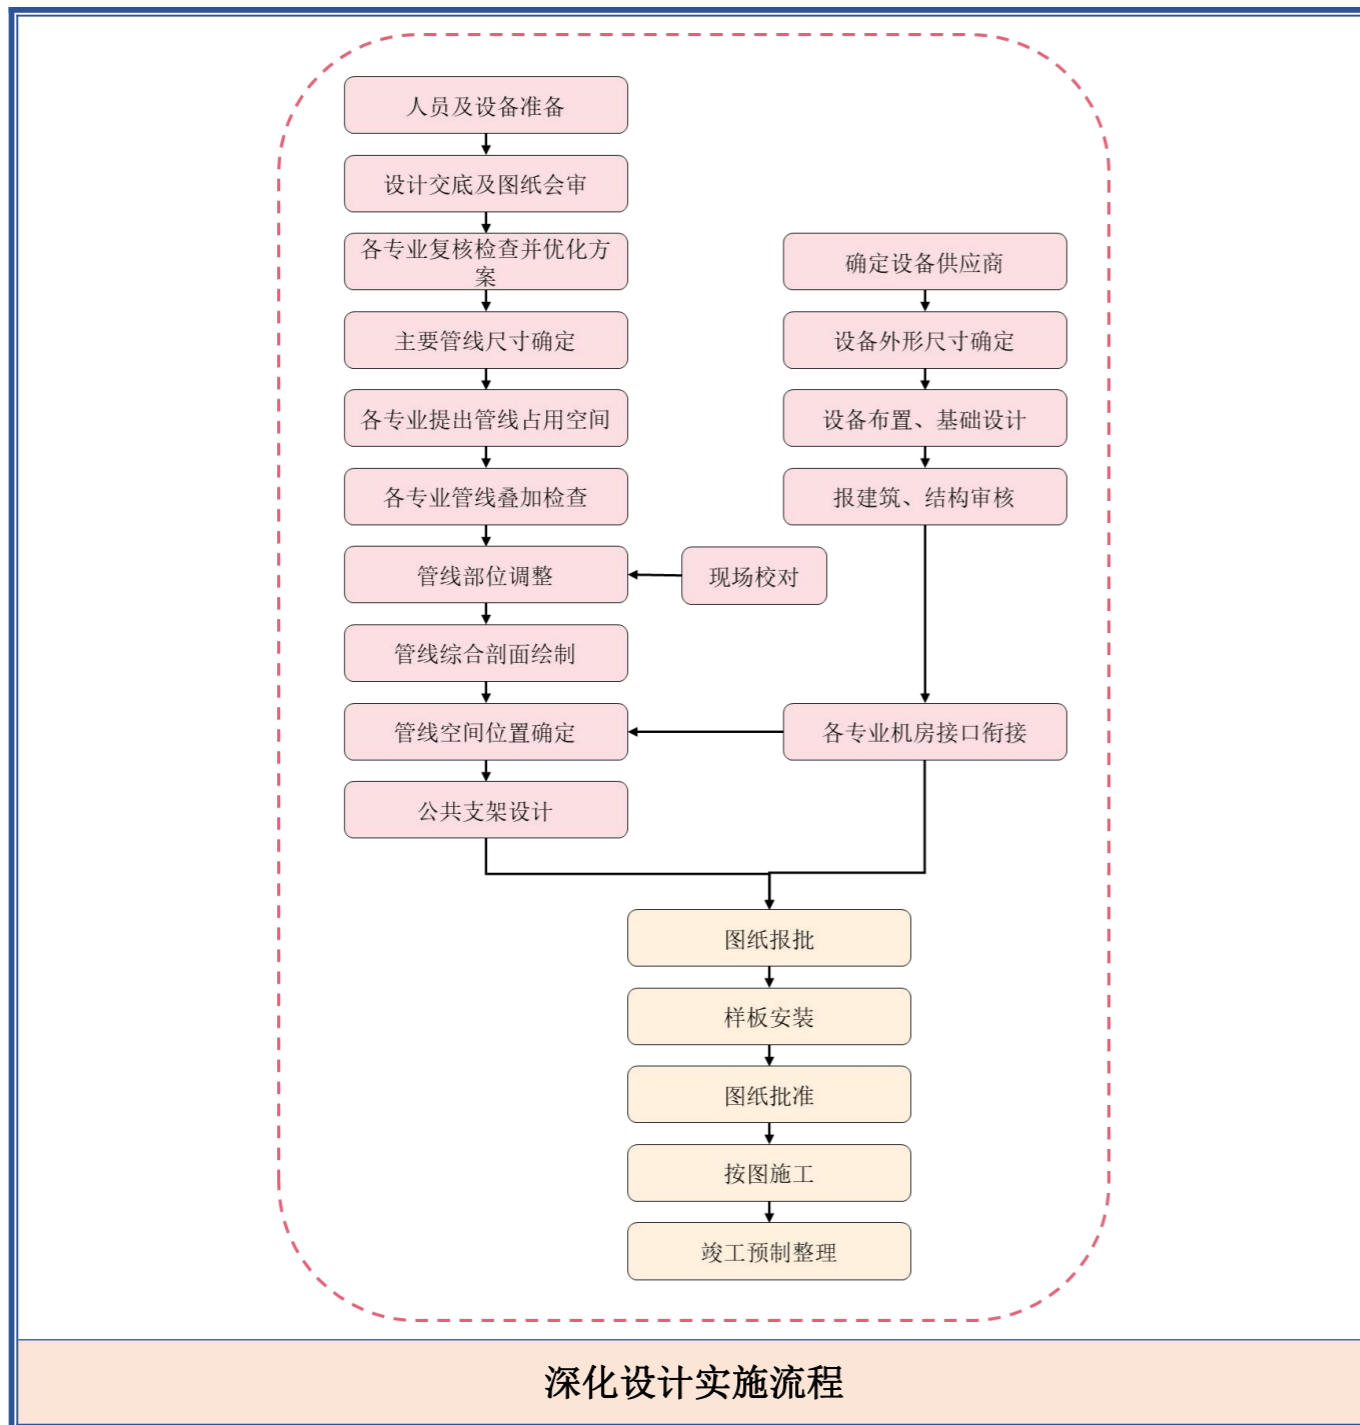 人员及设备准备
设计交底及图纸会审
各专业复核检查并优化方
案
确定设备供应商
主要管线尺寸确定
设备外形尺寸确定
各专业提出管线占用空间
设备布置、基础设计
各专业管线叠加检查
报建筑、结构审核
管线部位调整
现场校对
管线综合剖面绘制
管线空间位置确定
各专业机房接口衔接
公共支架设计
图纸报批
样板安装
图纸批准
按图施工
竣工预制整理
深化设计实施流程